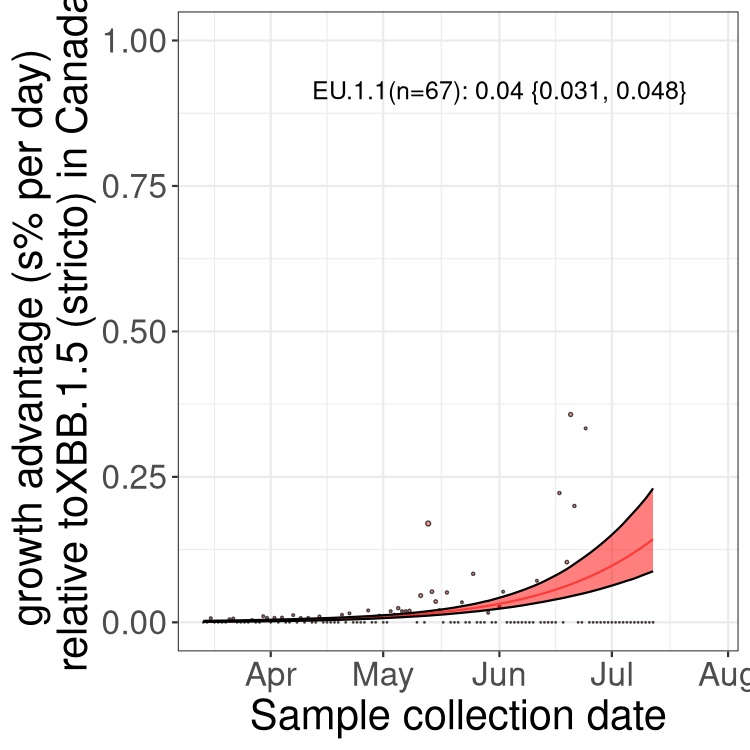 growth advantage (s% per day)
relative toXBB.1.5 (stricto) in Canada
1.00
0.75
0.50
0.25
0.00
EU.1.1(n=67): 0.04 {0.031, 0.048}
Apr May Jun Jul Aug
Sample collection date